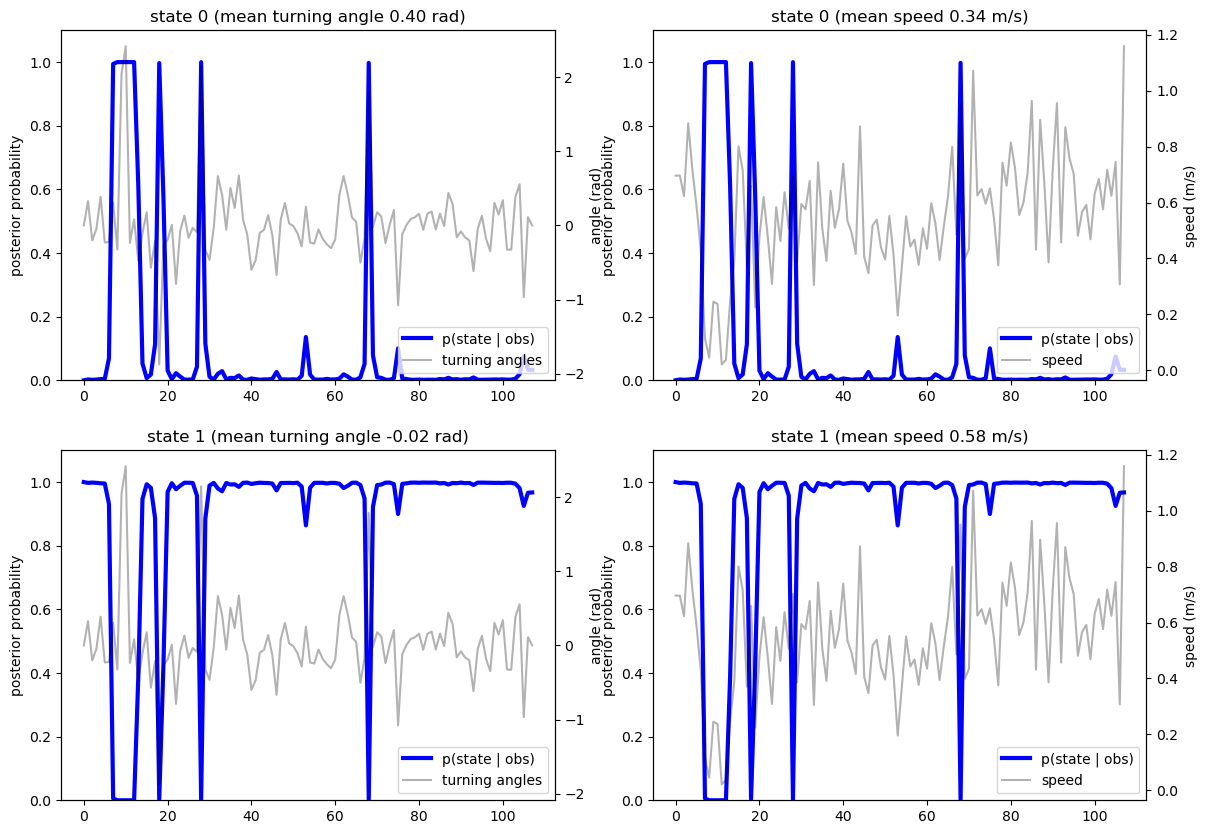 state 0 (mean turning angle 0.40 rad)
1.0
0.8
0.6
0.4
0.2
0.0
posterior probability
0 20 40 60 80 100
2
1
0
−1
−2
angle (rad)
p(state | obs)
turning angles
state 0 (mean speed 0.34 m/s)
1.0
0.8
0.6
0.4
0.2
0.0
posterior probability
0 20 40 60 80 100
1.2
1.0
0.8
0.6
0.4
0.2
0.0
speed (m/s)
p(state | obs)
speed
state 1 (mean turning angle -0.02 rad)
1.0
0.8
0.6
0.4
0.2
0.0
posterior probability
0 20 40 60 80 100
2
1
0
−1
−2
angle (rad)
p(state | obs)
turning angles
state 1 (mean speed 0.58 m/s)
1.0
0.8
0.6
0.4
0.2
0.0
posterior probability
0 20 40 60 80 100
1.2
1.0
0.8
0.6
0.4
0.2
0.0
speed (m/s)
p(state | obs)
speed